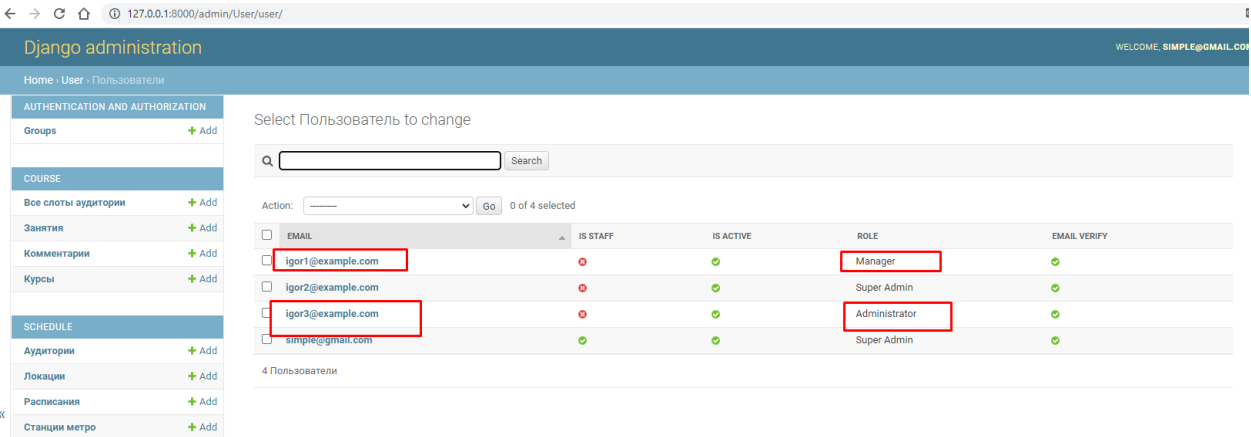 127.0.0.1:8000/admin/User/user/
Django administration
WELCOME, SIMPLE@GMAIL.COM
Home › User › Пользователи
AUTHENTICATION AND AUTHORIZATION
Groups + Add
COURSE
Все слоты аудитории + Add
Занятия + Add
Комментарии + Add
Курсы + Add
SCHEDULE
Аудитории + Add
Локации + Add
Расписания + Add
Станции метро + Add
«
Select Пользователь to change
Search
Action: --------- Go 0 of 4 selected
EMAIL IS STAFF IS ACTIVE ROLE EMAIL VERIFY
igor1@example.com Manager
igor2@example.com Super Admin
igor3@example.com Administrator
simple@gmail.com Super Admin
4 Пользователи